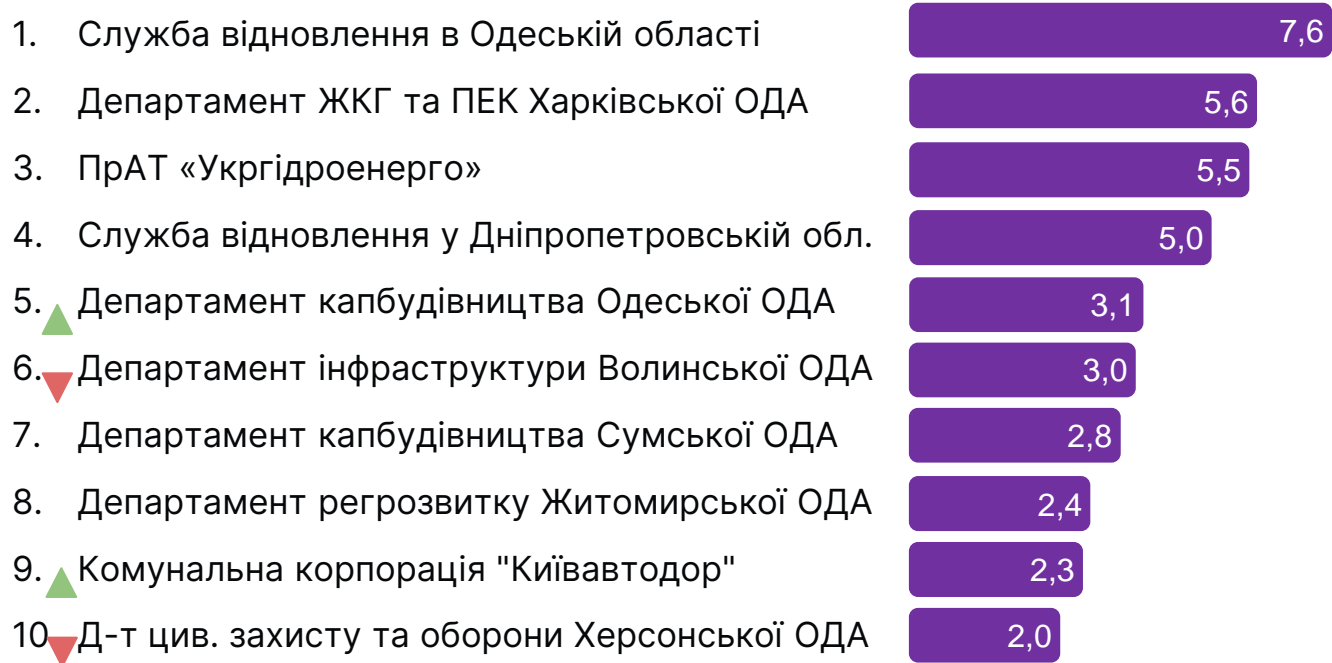 1. Служба відновлення в Одеській області 7,6
2. Департамент ЖКГ та ПЕК Харківської ОДА 5,6
3. ПрАТ «Укргідроенерго» 5,5
4. Служба відновлення у Дніпропетровській обл. 5,0
5. Департамент капбудівництва Одеської ОДА 3,1
6. Департамент інфраструктури Волинської ОДА 3,0
7. Департамент капбудівництва Сумської ОДА 2,8
8. Департамент регрозвитку Житомирської ОДА 2,4
9. Комунальна корпорація "Київавтодор" 2,3
10 Д-т цив. захисту та оборони Херсонської ОДА 2,0